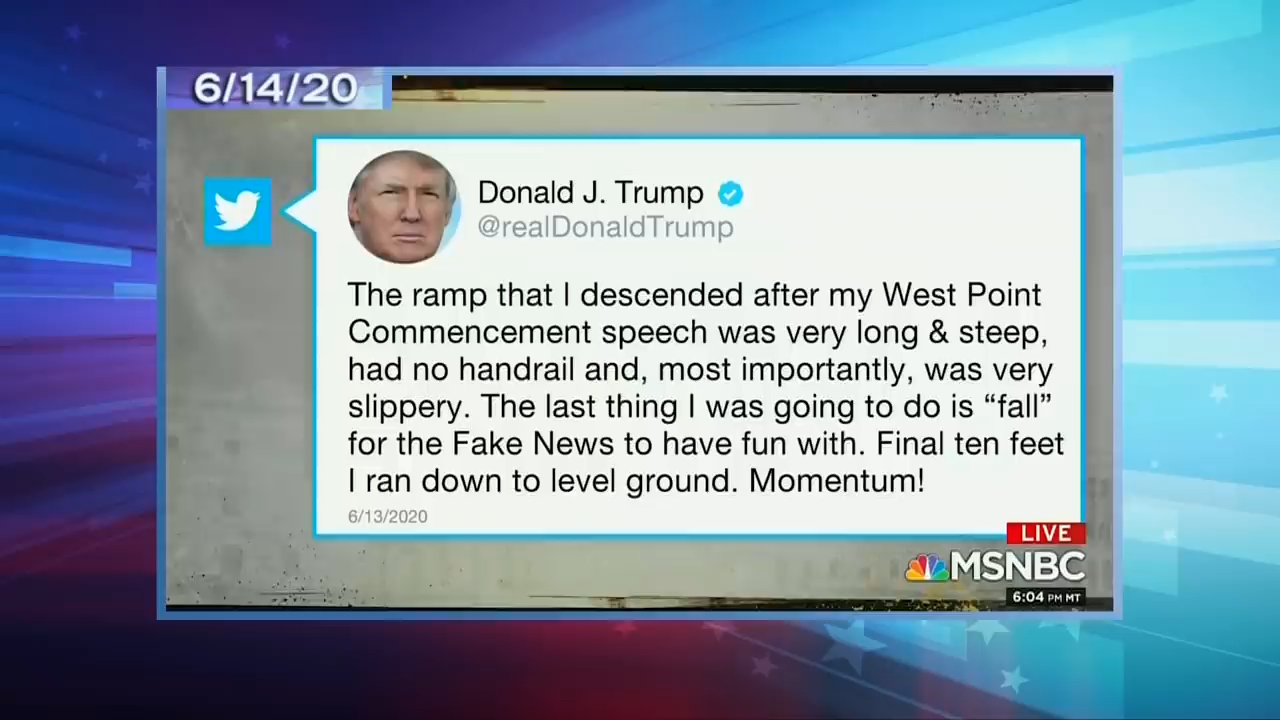 6/14/20
Donald J. Trump
@realDonaldTrump
The ramp that I descended after my West Point
Commencement speech was very long & steep,
had no handrail and, most importantly, was very
slippery. The last thing I was going to do is “fall”
for the Fake News to have fun with. Final ten feet
I ran down to level ground. Momentum!
6/13/2020
LIVE
MSNBC
6:04 PM MT